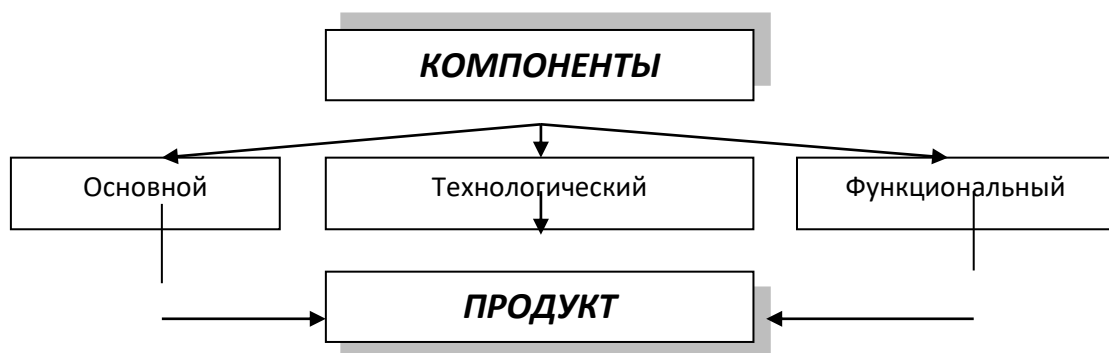 КОМПОНЕНТЫ
Основной
Технологический
Функциональный
ПРОДУКТ